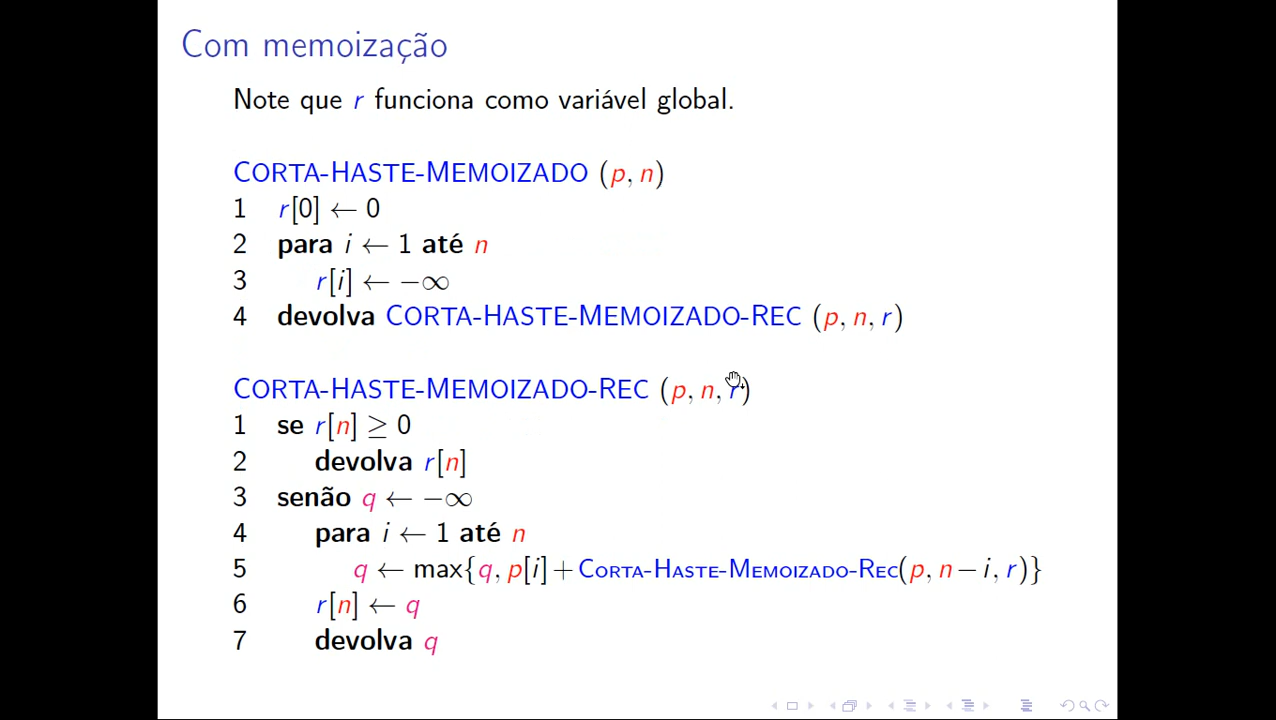 Com memoização
Note que r funciona como variável global.
CORTA-HASTE-MEMOIZADO (p, n)
1 r[0] ← 0
2 para i ← 1 até n
3 r[i] ← −∞
4 devolva CORTA-HASTE-MEMOIZADO-REC (p, n, r)
CORTA-HASTE-MEMOIZADO-REC (p, n, r)
1 se r[n] ≥ 0
2 devolva r[n]
3 senão q ← −∞
4 para i ← 1 até n
5 q ← max{q, p[i] + CORTA-HASTE-MEMOIZADO-REC(p, n − i, r)}
6 r[n] ← q
7 devolva q